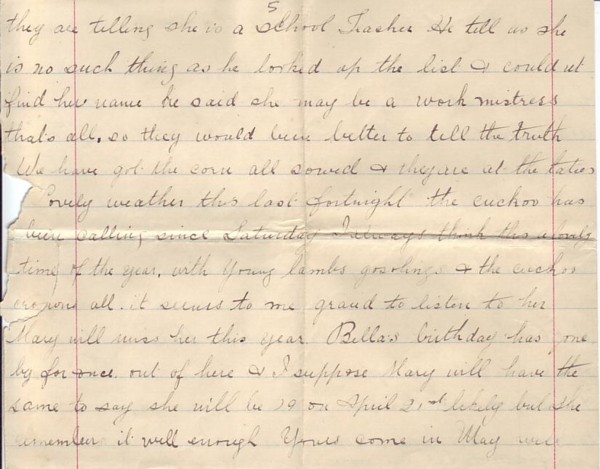 5
they are telling she is a School Teacher He tell us she
is no such thing as he looked up the list & could nt
find her name he said she may be a work mistress
that's all. so they would been better to tell the truth
We have got the corn all sowed & they are at the taties
Lovely weather this last fortnight the cuckoo has
been calling since Saturday I always think this a lovely
time of the year, with young lambs goslings & the cuckoo
all. it seems to me grand to listen to her
Mary will miss her this year. Bella's birthday has gone
by for once out of here & I suppose Mary will have the
same to say she will be 19 on April 21st likely but she
remembers it well enough Yours come in May